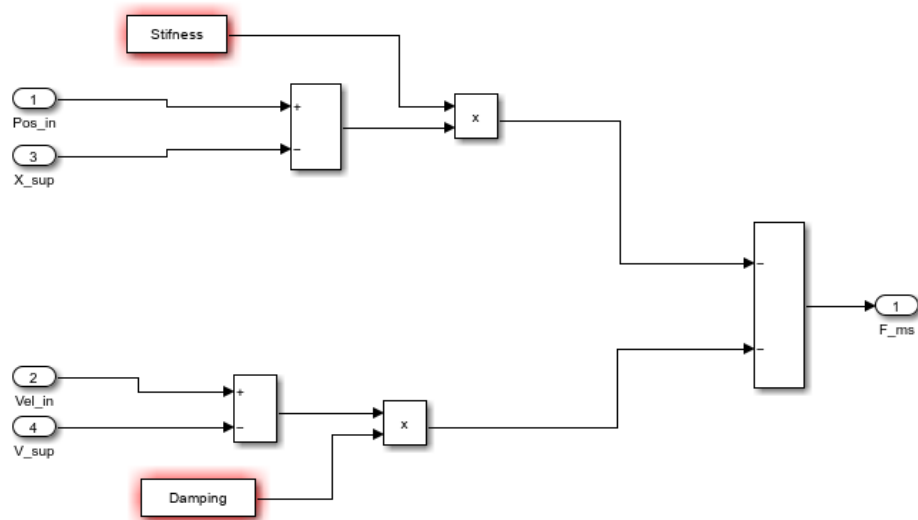 Stifness
1
Pos_in
+
x
3
X_sup
−
−
1
F_ms
2
Vel_in
+
−
4
V_sup
−
x
Damping